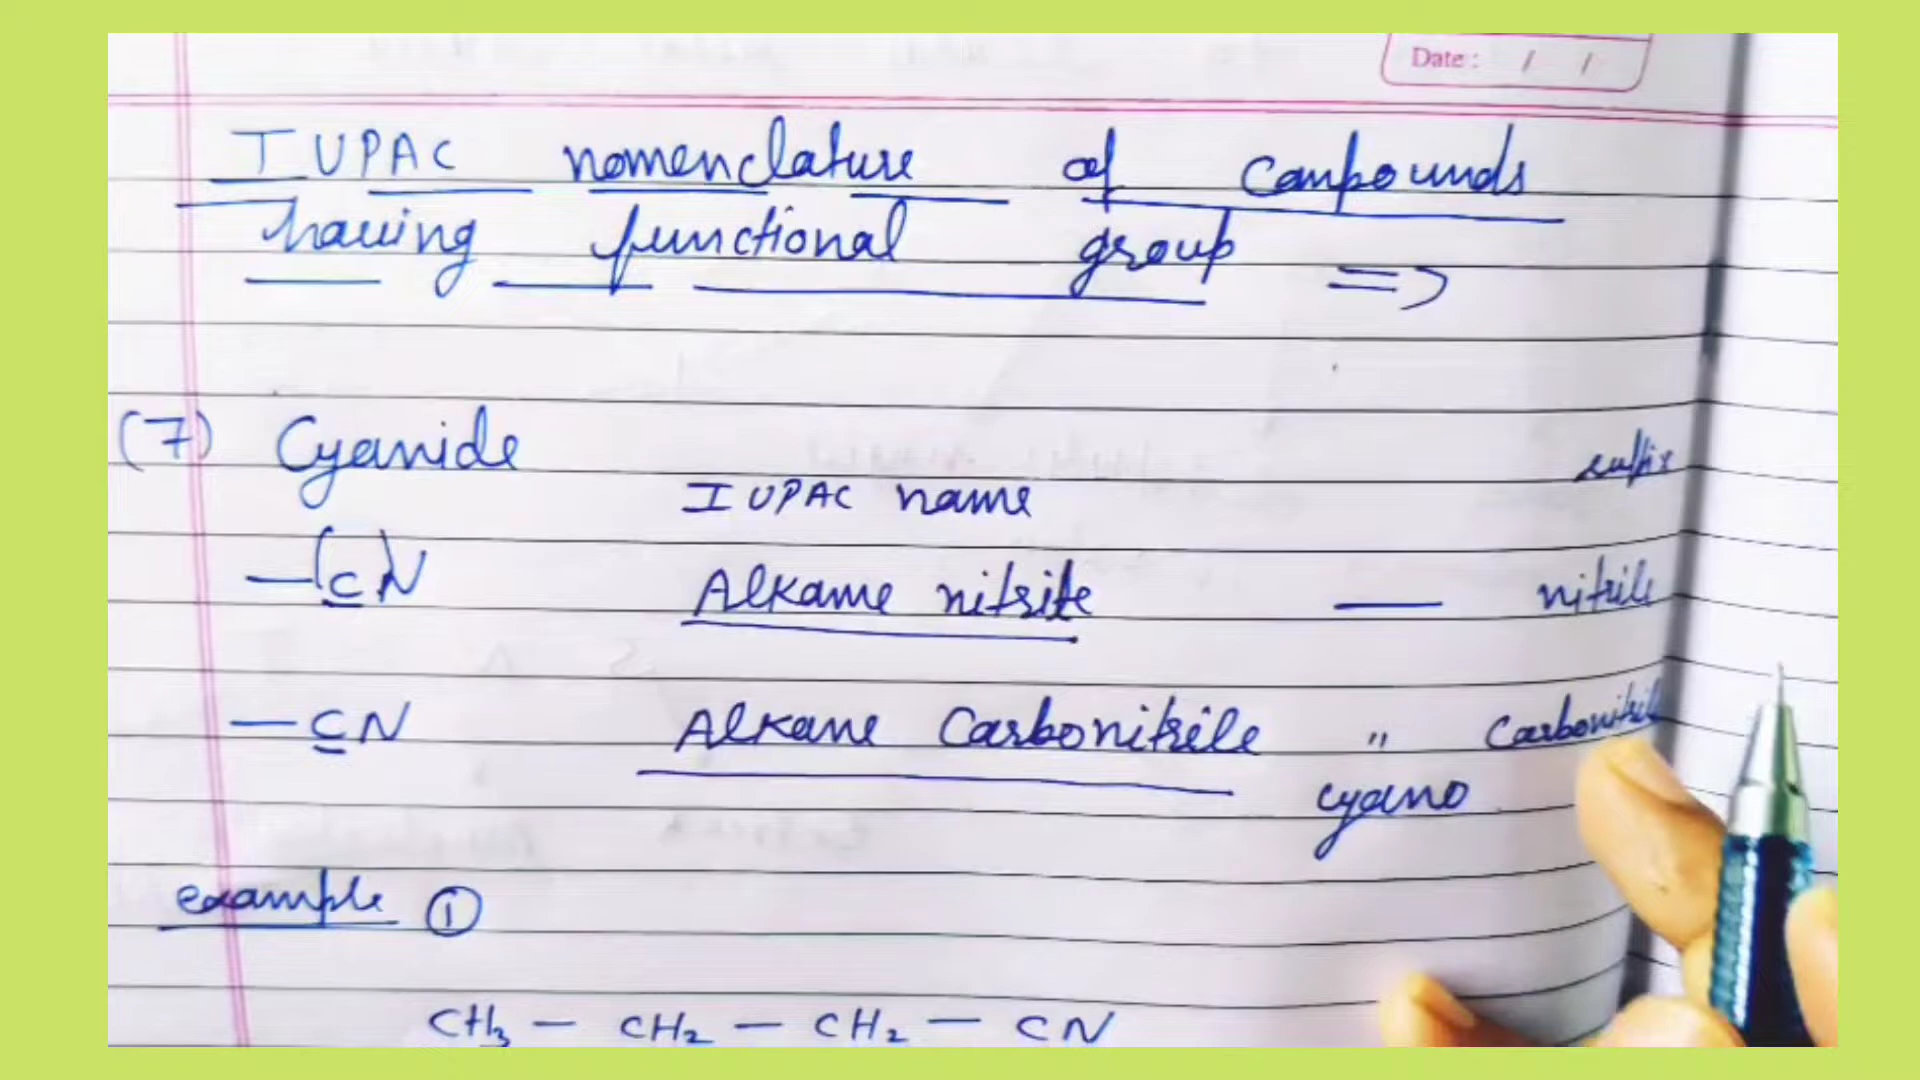 Date : / /
IUPAC nomenclature of compounds
having functional group =>
(7) Cyanide
suffix
IUPAC name
—(C)N Alkane nitrite — nitrile
—CN Alkane Carbonitrile " Carbonitrile
cyano
example ①
CH3 — CH2 — CH2 — CN